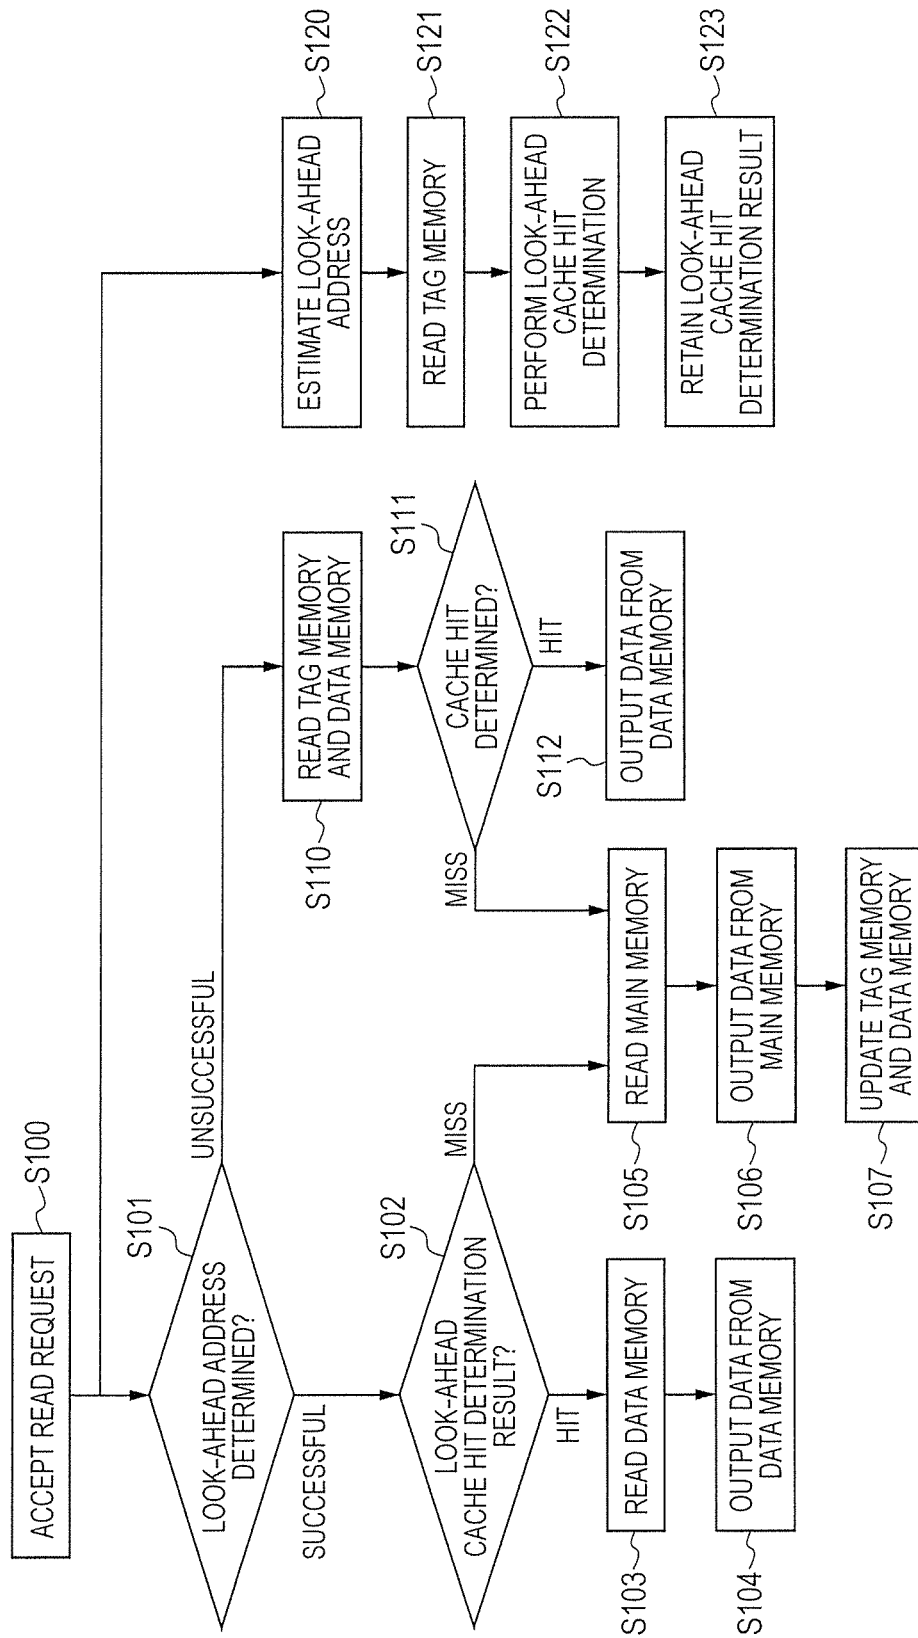 ACCEPT READ REQUEST
S100
LOOK-AHEAD ADDRESS
DETERMINED?
S101
UNSUCCESSFUL
SUCCESSFUL
LOOK-AHEAD
CACHE HIT DETERMINATION
RESULT?
S102
MISS
HIT
READ DATA MEMORY
S103
OUTPUT DATA FROM
DATA MEMORY
S104
READ MAIN MEMORY
S105
OUTPUT DATA FROM
MAIN MEMORY
S106
UPDATE TAG MEMORY
AND DATA MEMORY
S107
READ TAG MEMORY
AND DATA MEMORY
S110
CACHE HIT
DETERMINED?
S111
MISS
HIT
OUTPUT DATA FROM
DATA MEMORY
S112
ESTIMATE LOOK-AHEAD
ADDRESS
S120
READ TAG MEMORY
S121
PERFORM LOOK-AHEAD
CACHE HIT
DETERMINATION
S122
RETAIN LOOK-AHEAD
CACHE HIT
DETERMINATION RESULT
S123